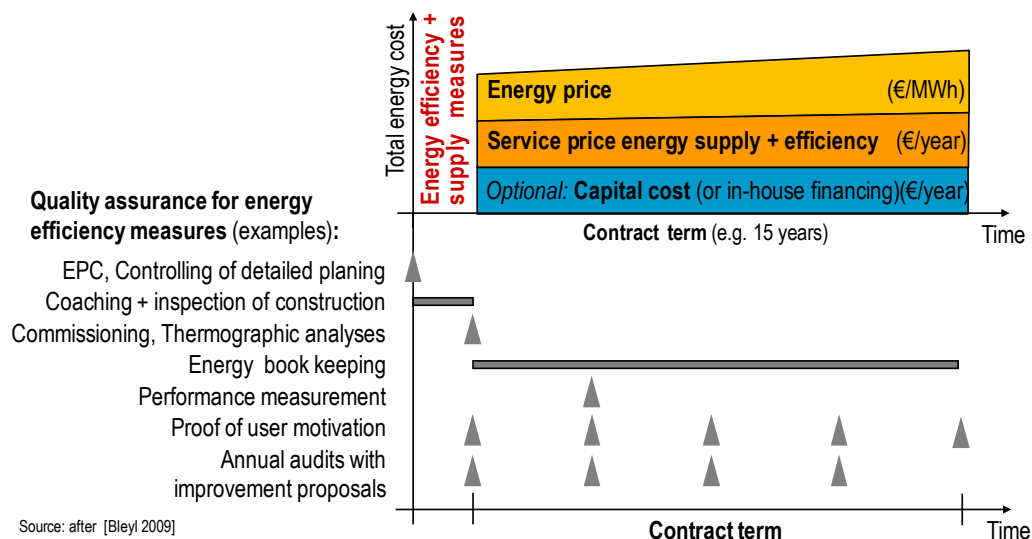 Total energy cost
Energy efficiency +
supply measures
Energy price (€/MWh)
Service price energy supply + efficiency (€/year)
Optional: Capital cost (or in-house financing)(€/year)
Contract term (e.g. 15 years)
Time
Quality assurance for energy
efficiency measures (examples):
EPC, Controlling of detailed planing
Coaching + inspection of construction
Commissioning, Thermographic analyses
Energy book keeping
Performance measurement
Proof of user motivation
Annual audits with
improvement proposals
Source: after [Bleyl 2009]
Contract term
Time